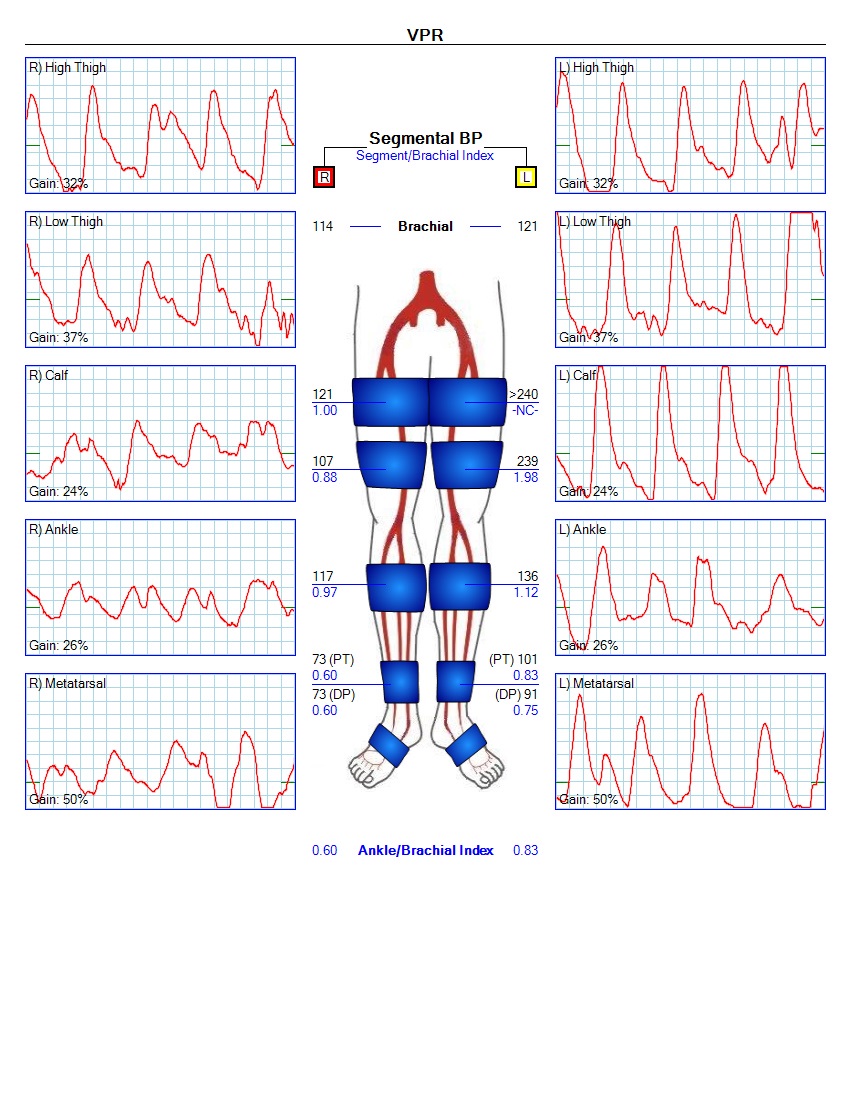 VPR
R) High Thigh
Gain: 32%
L) High Thigh
Gain: 32%
Segmental BP
Segment/Brachial Index
R
L
114 Brachial 121
R) Low Thigh
Gain: 37%
L) Low Thigh
Gain: 37%
R) Calf
Gain: 24%
121 >240
1.00 -NC-
107 239
0.88 1.98
L) Calf
Gain: 24%
R) Ankle
Gain: 26%
117 136
0.97 1.12
L) Ankle
Gain: 26%
73 (PT) (PT) 101
0.60 0.83
73 (DP) (DP) 91
0.60 0.75
R) Metatarsal
Gain: 50%
L) Metatarsal
Gain: 50%
0.60 Ankle/Brachial Index 0.83